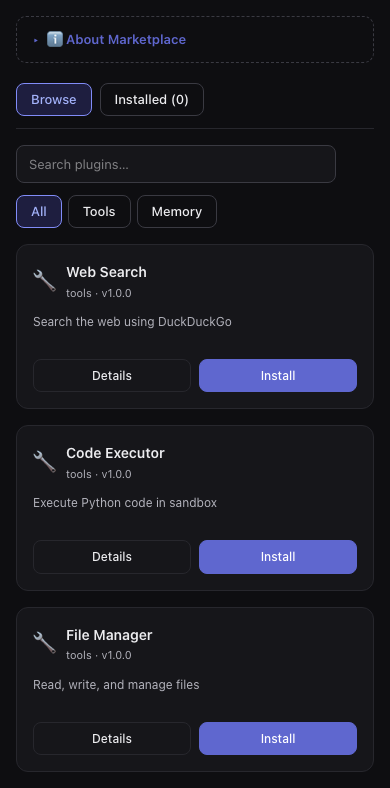 About Marketplace
Browse
Installed (0)
Search plugins...
All
Tools
Memory
Web Search
tools · v1.0.0
Search the web using DuckDuckGo
Details
Install
Code Executor
tools · v1.0.0
Execute Python code in sandbox
Details
Install
File Manager
tools · v1.0.0
Read, write, and manage files
Details
Install